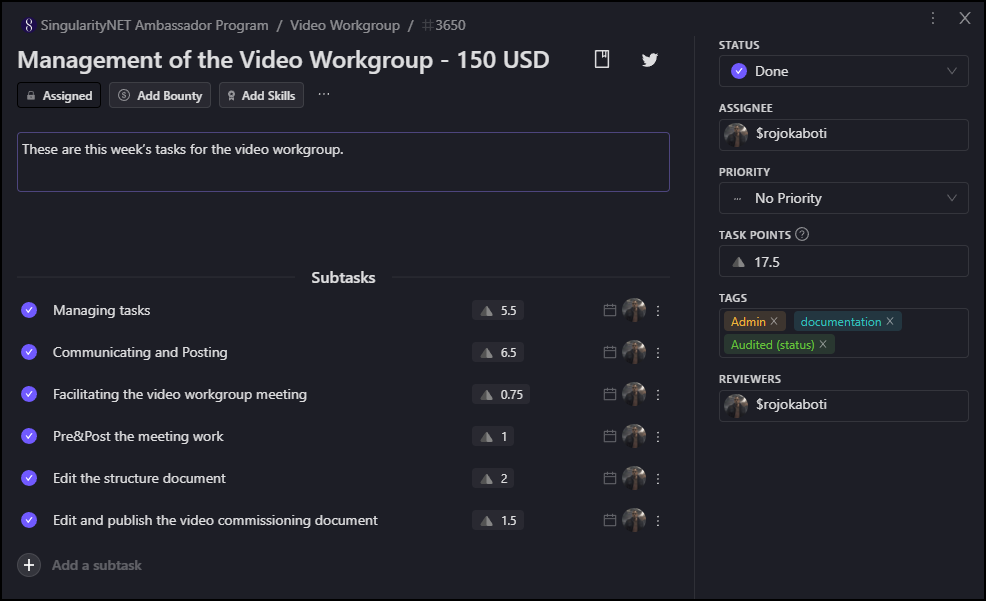 SingularityNET Ambassador Program / Video Workgroup / #3650
Management of the Video Workgroup - 150 USD
Assigned Add Bounty Add Skills ...
These are this week’s tasks for the video workgroup.
Subtasks
Managing tasks 5.5
Communicating and Posting 6.5
Facilitating the video workgroup meeting 0.75
Pre&Post the meeting work 1
Edit the structure document 2
Edit and publish the video commissioning document 1.5
Add a subtask
STATUS
Done
ASSIGNEE
$rojokaboti
PRIORITY
No Priority
TASK POINTS ?
17.5
TAGS
Admin × documentation ×
Audited (status) ×
REVIEWERS
$rojokaboti